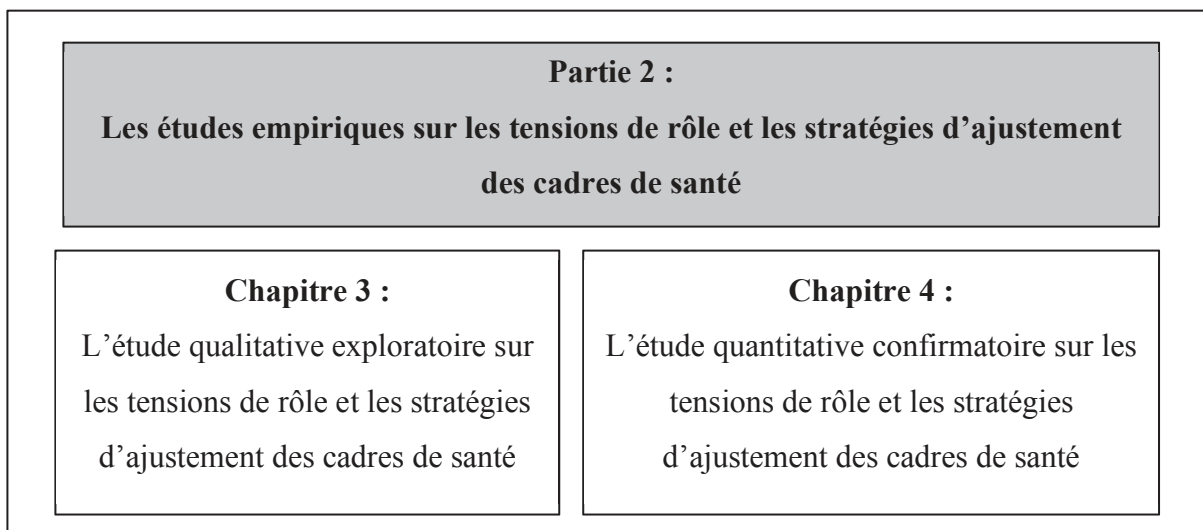 Partie 2 :
Les études empiriques sur les tensions de rôle et les stratégies d’ajustement
des cadres de santé
Chapitre 3 :
L’étude qualitative exploratoire sur
les tensions de rôle et les stratégies
d’ajustement des cadres de santé
Chapitre 4 :
L’étude quantitative confirmatoire sur les
tensions de rôle et les stratégies
d’ajustement des cadres de santé